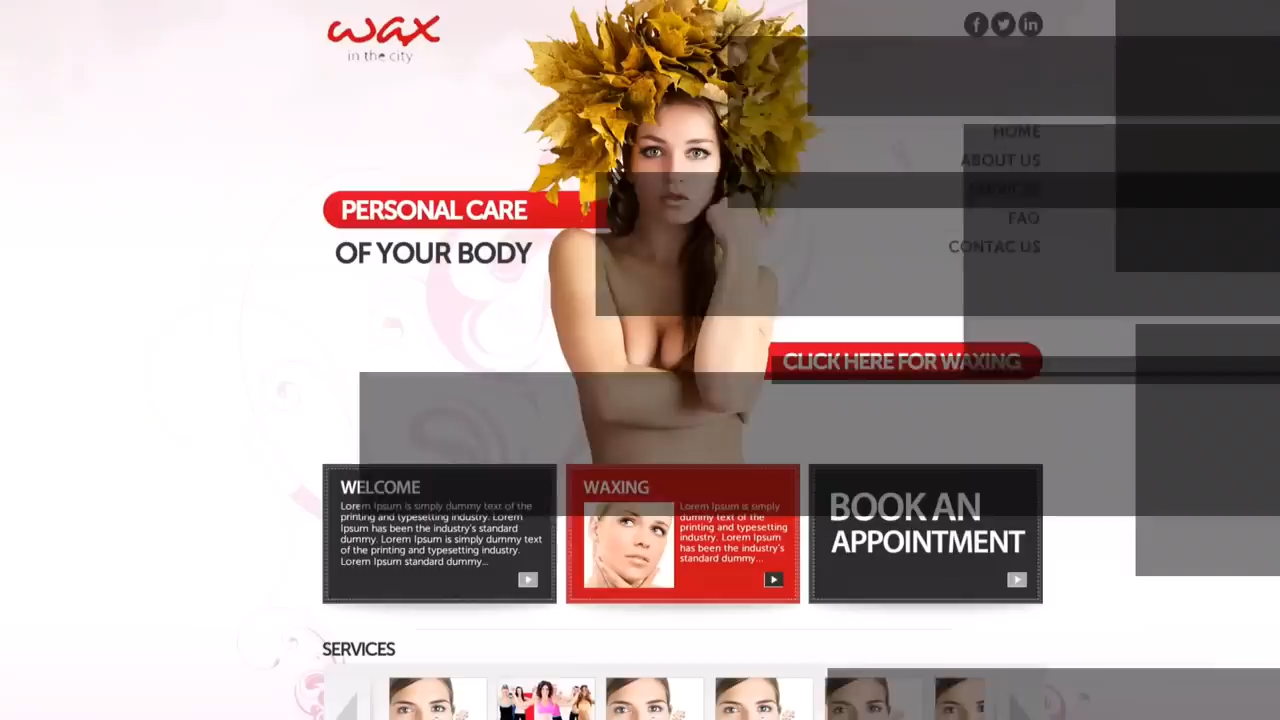 wax
in the city
HOME
ABOUT US
SERVICES
FAQ
CONTAC US
PERSONAL CARE
OF YOUR BODY
CLICK HERE FOR WAXING
WELCOME
Lorem Ipsum is simply dummy text of the
printing and typesetting industry. Lorem
Ipsum has been the industry's standard
dummy. Lorem Ipsum is simply dummy text
of the printing and typesetting industry.
Lorem Ipsum standard dummy...
WAXING
Lorem Ipsum is simply
dummy text of the
printing and typesetting
industry. Lorem Ipsum
has been the industry's
standard dummy...
BOOK AN
APPOINTMENT
SERVICES